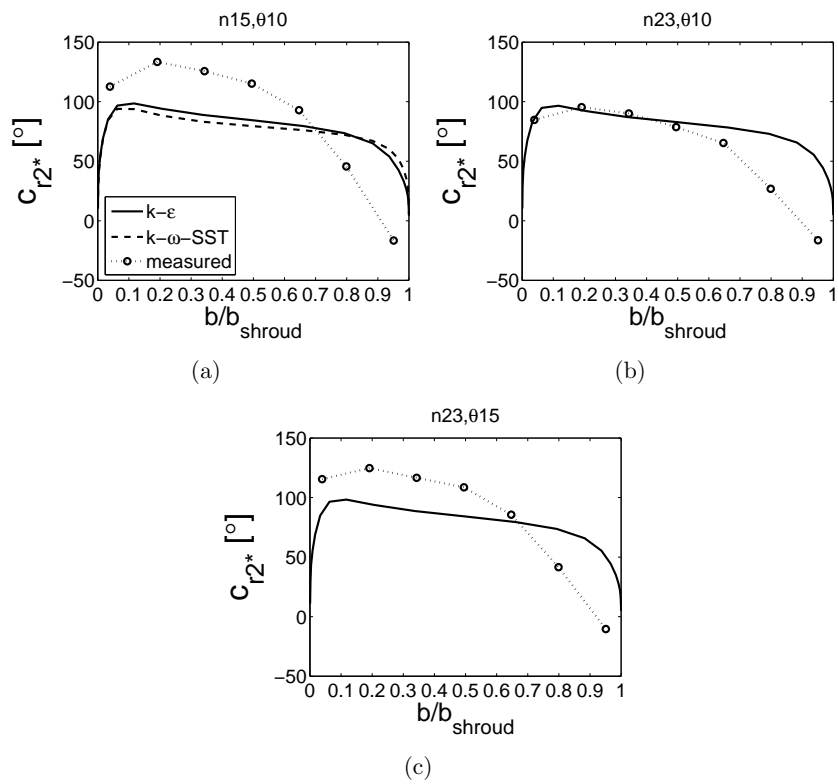 n15,θ10
n23,θ10
150
100
50
0
−50
c_{r2*} [°]
k−ε
k−ω−SST
measured
0 0.1 0.2 0.3 0.4 0.5 0.6 0.7 0.8 0.9 1
b/b_{shroud}
(a)
150
100
50
0
−50
c_{r2*} [°]
0 0.1 0.2 0.3 0.4 0.5 0.6 0.7 0.8 0.9 1
b/b_{shroud}
(b)
n23,θ15
150
100
50
0
−50
c_{r2*} [°]
0 0.1 0.2 0.3 0.4 0.5 0.6 0.7 0.8 0.9 1
b/b_{shroud}
(c)